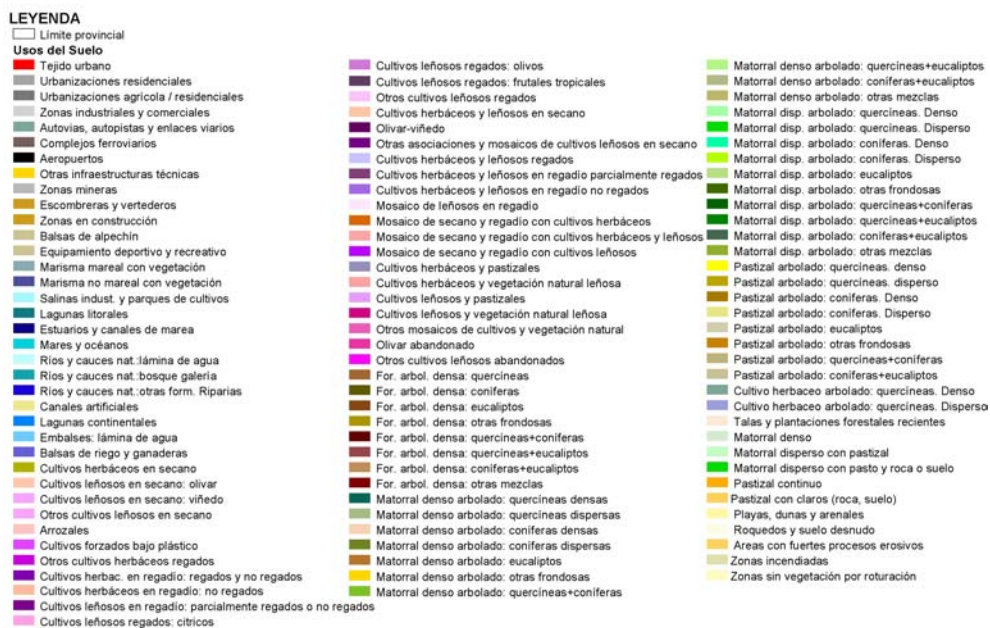 LEYENDA
Límite provincial
Usos del Suelo
Tejido urbano
Urbanizaciones residenciales
Urbanizaciones agrícola / residenciales
Zonas industriales y comerciales
Autovias, autopistas y enlaces viarios
Complejos ferroviarios
Aeropuertos
Otras infraestructuras técnicas
Zonas mineras
Escombreras y vertederos
Zonas en construcción
Balsas de alpechín
Equipamiento deportivo y recreativo
Marisma mareal con vegetación
Marisma no mareal con vegetación
Salinas indust. y parques de cultivos
Lagunas litorales
Estuarios y canales de marea
Mares y océanos
Ríos y cauces nat.:lámina de agua
Ríos y cauces nat.:bosque galería
Ríos y cauces nat.:otras form. Riparias
Canales artificiales
Lagunas continentales
Embalses: lámina de agua
Balsas de riego y ganaderas
Cultivos herbáceos en secano
Cultivos leñosos en secano: olivar
Cultivos leñosos en secano: viñedo
Otros cultivos leñosos en secano
Arrozales
Cultivos forzados bajo plástico
Otros cultivos herbáceos regados
Cultivos herbac. en regadío: regados y no regados
Cultivos herbáceos en regadío: no regados
Cultivos leñosos en regadío: parcialmente regados o no regados
Cultivos leñosos regados: cítricos
Cultivos leñosos regados: olivos
Cultivos leñosos regados: frutales tropicales
Otros cultivos leñosos regados
Cultivos herbáceos y leñosos en secano
Olivar-viñedo
Otras asociaciones y mosaicos de cultivos leñosos en secano
Cultivos herbáceos y leñosos regados
Cultivos herbáceos y leñosos en regadío parcialmente regados
Cultivos herbáceos y leñosos en regadío no regados
Mosaico de leñosos en regadío
Mosaico de secano y regadío con cultivos herbáceos
Mosaico de secano y regadío con cultivos herbáceos y leñosos
Mosaico de secano y regadío con cultivos leñosos
Cultivos herbáceos y pastizales
Cultivos herbáceos y vegetación natural leñosa
Cultivos leñosos y pastizales
Cultivos leñosos y vegetación natural leñosa
Otros mosaicos de cultivos y vegetación natural
Olivar abandonado
Otros cultivos leñosos abandonados
For. arbol. densa: quercíneas
For. arbol. densa: coníferas
For. arbol. densa: eucaliptos
For. arbol. densa: otras frondosas
For. arbol. densa: quercíneas+coníferas
For. arbol. densa: quercíneas+eucaliptos
For. arbol. densa: coníferas+eucaliptos
For. arbol. densa: otras mezclas
Matorral denso arbolado: quercíneas densas
Matorral denso arbolado: quercíneas dispersas
Matorral denso arbolado: coníferas densas
Matorral denso arbolado: coníferas dispersas
Matorral denso arbolado: eucaliptos
Matorral denso arbolado: otras frondosas
Matorral denso arbolado: quercíneas+coníferas
Matorral denso arbolado: quercíneas+eucaliptos
Matorral denso arbolado: coníferas+eucaliptos
Matorral denso arbolado: otras mezclas
Matorral disp. arbolado: quercíneas. Denso
Matorral disp. arbolado: quercíneas. Disperso
Matorral disp. arbolado: coníferas. Denso
Matorral disp. arbolado: coníferas. Disperso
Matorral disp. arbolado: eucaliptos
Matorral disp. arbolado: otras frondosas
Matorral disp. arbolado: quercíneas+coníferas
Matorral disp. arbolado: quercíneas+eucaliptos
Matorral disp. arbolado: coníferas+eucaliptos
Matorral disp. arbolado: otras mezclas
Pastizal arbolado: quercíneas. denso
Pastizal arbolado: quercíneas. disperso
Pastizal arbolado: coníferas. Denso
Pastizal arbolado: coníferas. Disperso
Pastizal arbolado: eucaliptos
Pastizal arbolado: otras frondosas
Pastizal arbolado: quercíneas+coníferas
Pastizal arbolado: coníferas+eucaliptos
Cultivo herbaceo arbolado: quercíneas. Denso
Cultivo herbaceo arbolado: quercíneas. Disperso
Talas y plantaciones forestales recientes
Matorral denso
Matorral disperso con pastizal
Matorral disperso con pasto y roca o suelo
Pastizal continuo
Pastizal con claros (roca, suelo)
Playas, dunas y arenales
Roquedos y suelo desnudo
Areas con fuertes procesos erosivos
Zonas incendiadas
Zonas sin vegetación por roturación